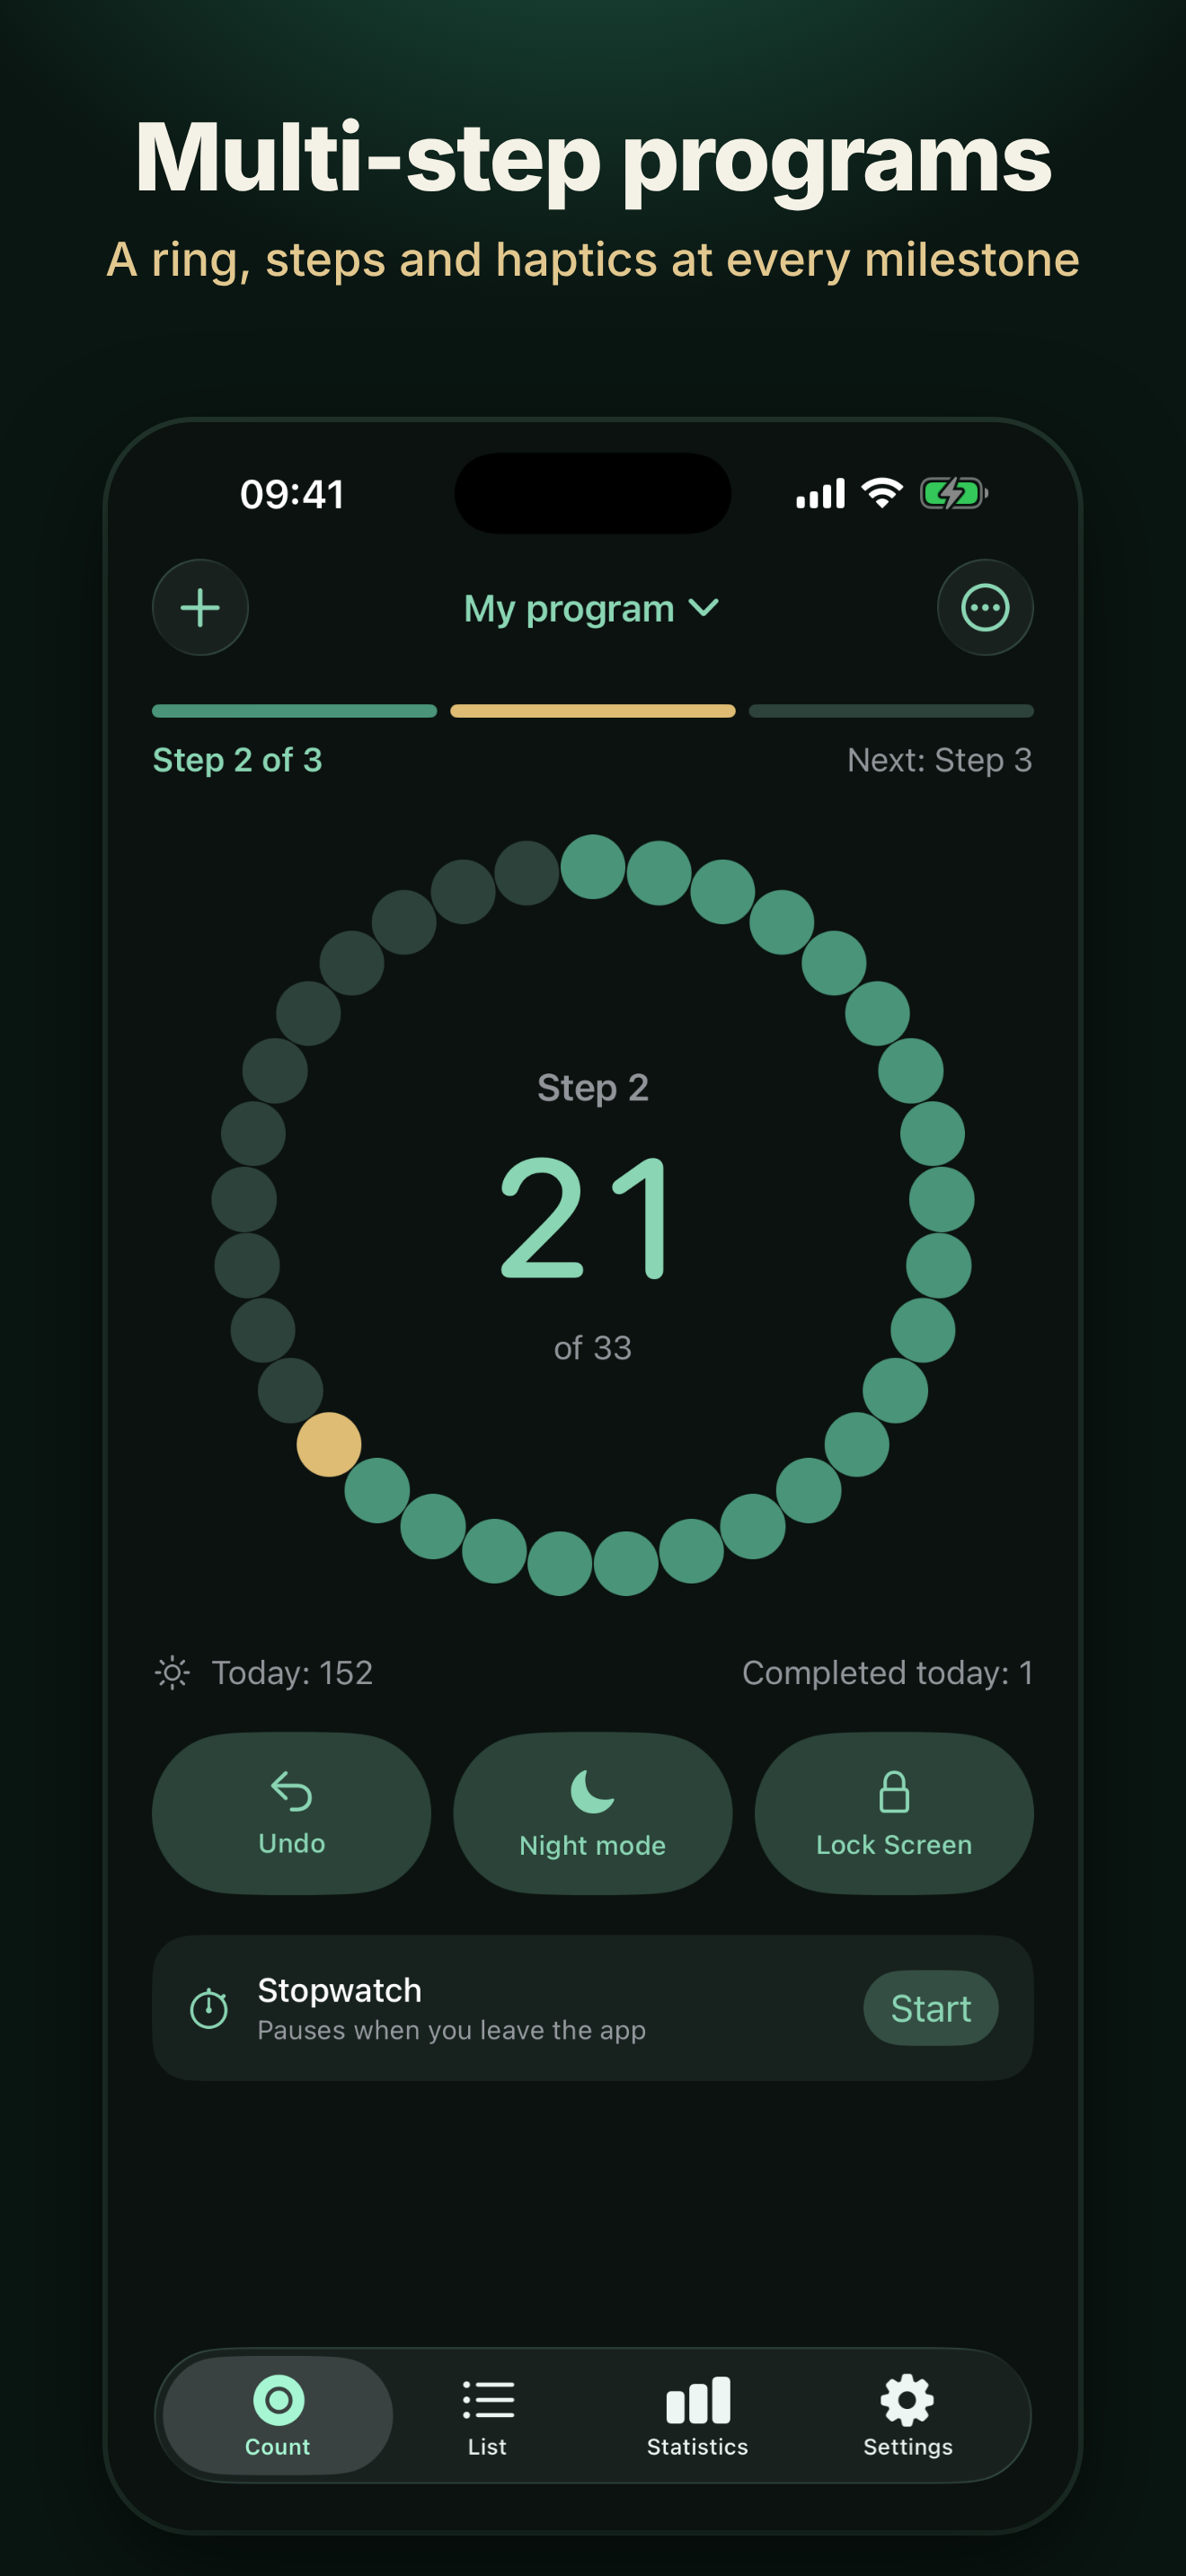 Multi-step programs
A ring, steps and haptics at every milestone
09:41
My program
Step 2 of 3
Next: Step 3
Step 2
21
of 33
Today: 152
Completed today: 1
Undo
Night mode
Lock Screen
Stopwatch
Pauses when you leave the app
Start
Count
List
Statistics
Settings